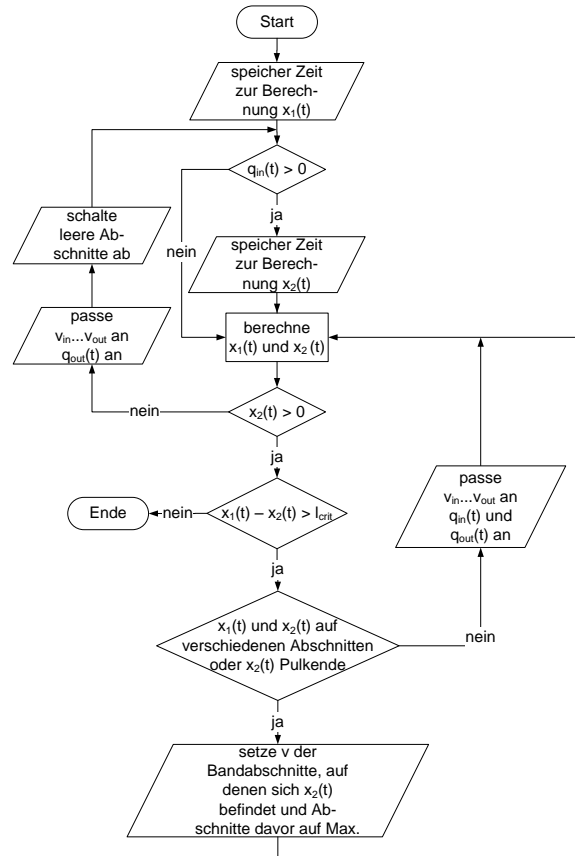 Start
speicher Zeit
zur Berech-
nung x₁(t)
qᵢₙ(t) > 0
ja
nein
schalte
leere Ab-
schnitte ab
speicher Zeit
zur Berech-
nung x₂(t)
passe
vᵢₙ...vₒᵤₜ an
qₒᵤₜ(t) an
berechne
x₁(t) und x₂(t)
nein
x₂(t) > 0
ja
Ende
nein
x₁(t) – x₂(t) > l_crit
passe
vᵢₙ...vₒᵤₜ an
qᵢₙ(t) und
qₒᵤₜ(t) an
ja
x₁(t) und x₂(t) auf
verschiedenen Abschnitten
oder x₂(t) Pulkende
nein
ja
setze v der
Bandabschnitte, auf
denen sich x₂(t)
befindet und Ab-
schnitte davor auf Max.